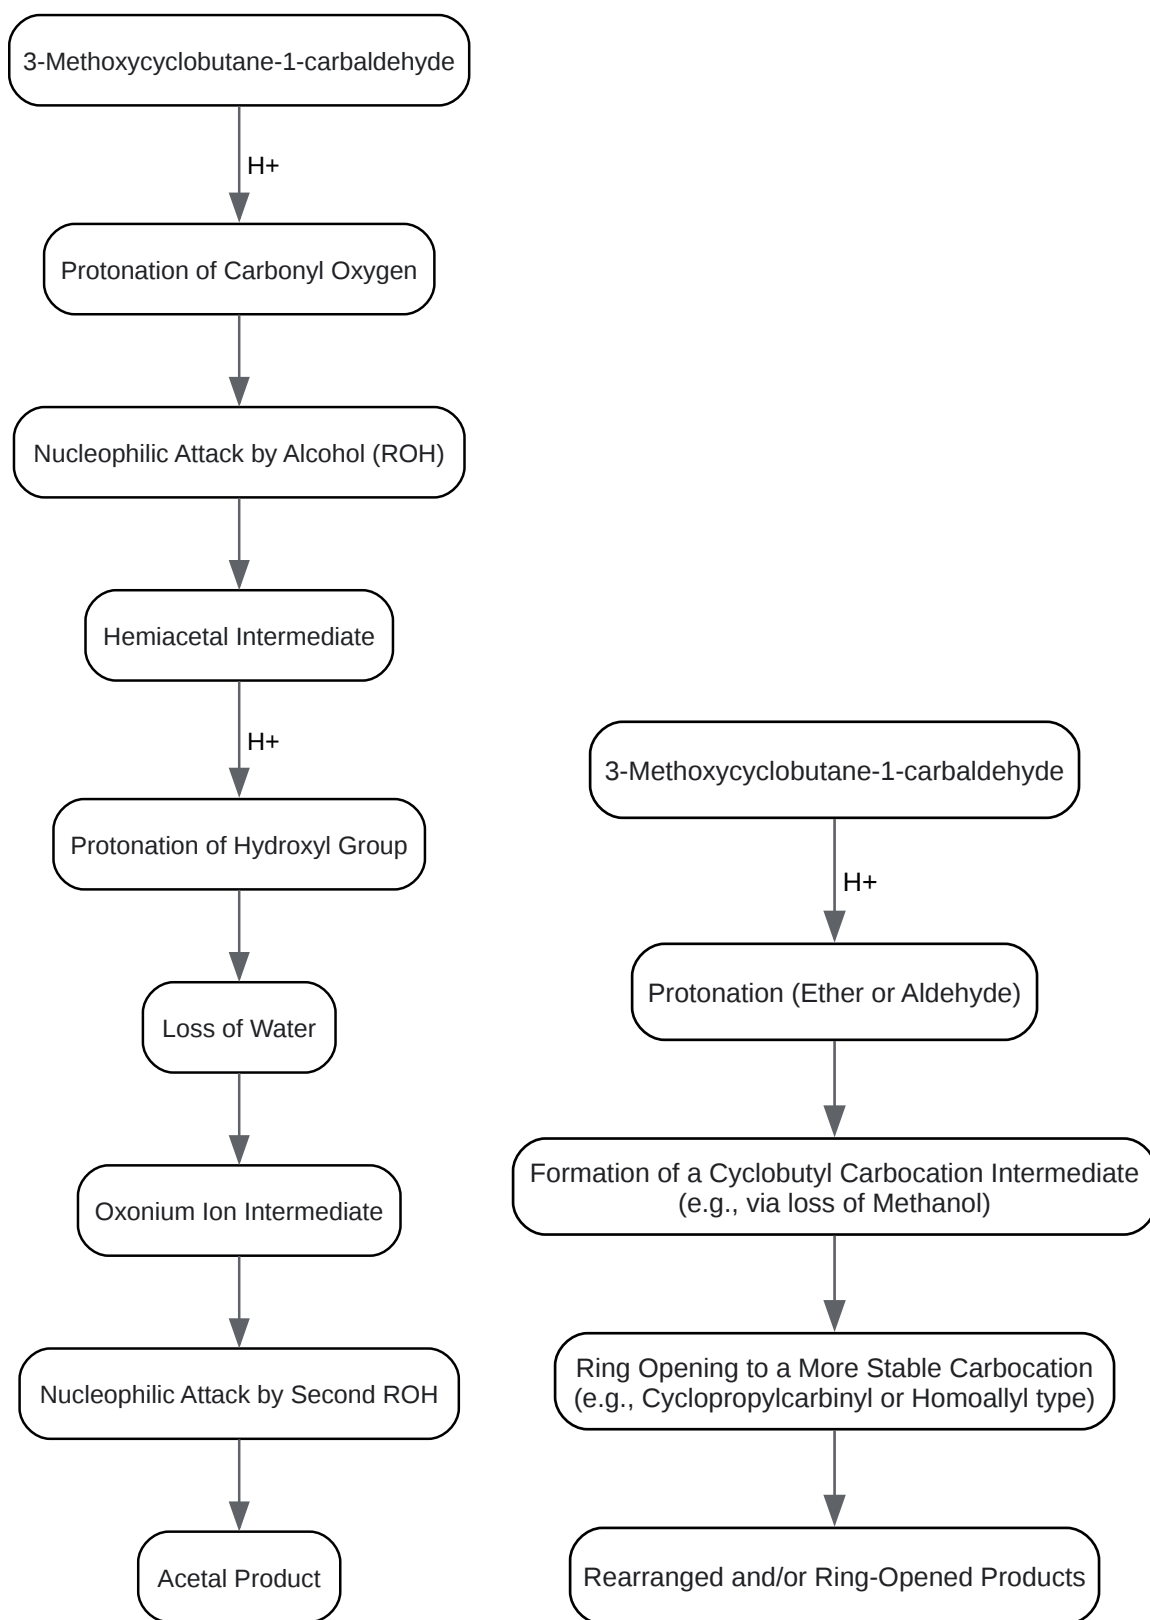 3-Methoxycyclobutane-1-carbaldehyde
H+
Protonation of Carbonyl Oxygen
Nucleophilic Attack by Alcohol (ROH)
Hemiacetal Intermediate
H+
Protonation of Hydroxyl Group
Loss of Water
Oxonium Ion Intermediate
Nucleophilic Attack by Second ROH
Acetal Product
3-Methoxycyclobutane-1-carbaldehyde
H+
Protonation (Ether or Aldehyde)
Formation of a Cyclobutyl Carbocation Intermediate
(e.g., via loss of Methanol)
Ring Opening to a More Stable Carbocation
(e.g., Cyclopropylcarbinyl or Homoallyl type)
Rearranged and/or Ring-Opened Products